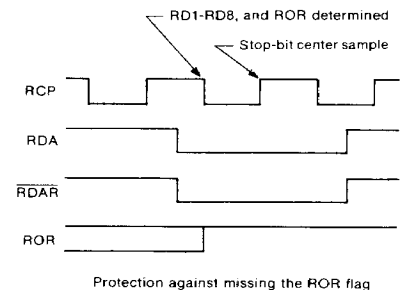 RD1-RD8, and ROR determined
Stop-bit center sample
RCP
RDA
RDAR
ROR
Protection against missing the ROR flag